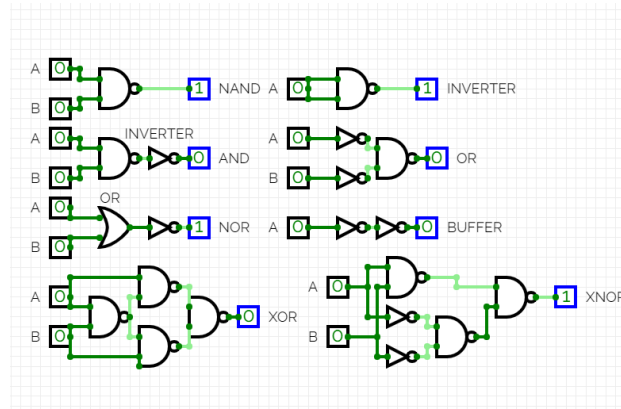 A 0 1 NAND A 0 1 INVERTER
B 0
A 0 INVERTER 0 AND A 0 0 OR
B 0 B 0
OR
A 0 1 NOR A 0 0 BUFFER
B 0
A 0 0 XOR A 0 1 XNOR
B 0 B 0